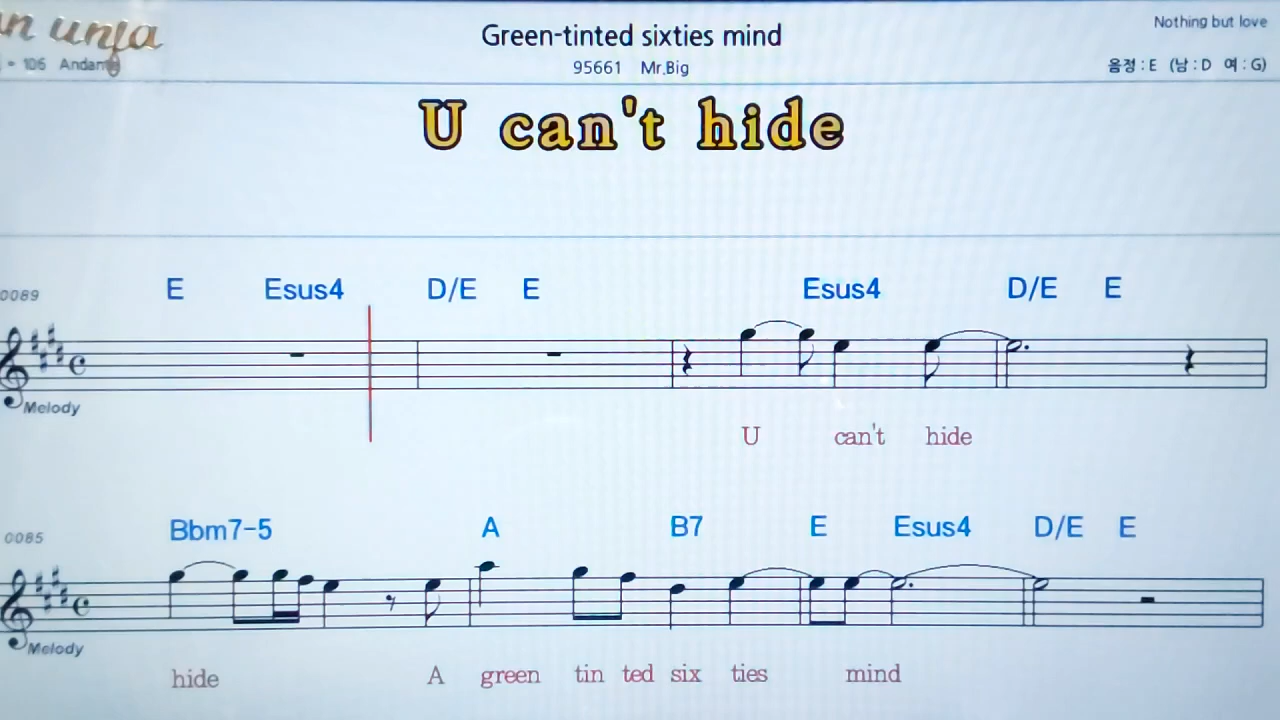 Nothing but love
Green-tinted sixties mind
= 106 Andan
95661 Mr.Big
음정:E (남:D 여:G)
U can't hide
E Esus4 D/E E Esus4 D/E E
0089
Melody
U can't hide
Bbm7-5 A B7 E Esus4 D/E E
0085
Melody
hide A green tin ted six ties mind